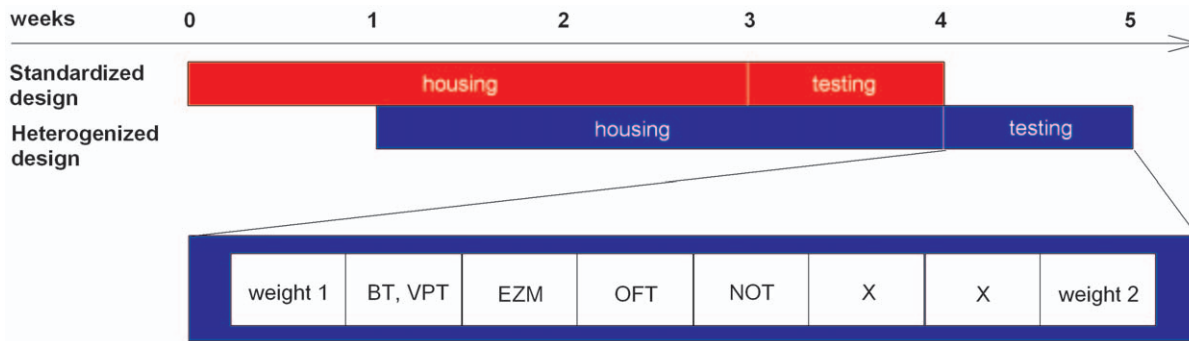 weeks 0 1 2 3 4 5
Standardized design housing testing
Heterogenized design housing testing
weight 1 BT, VPT EZM OFT NOT X X weight 2